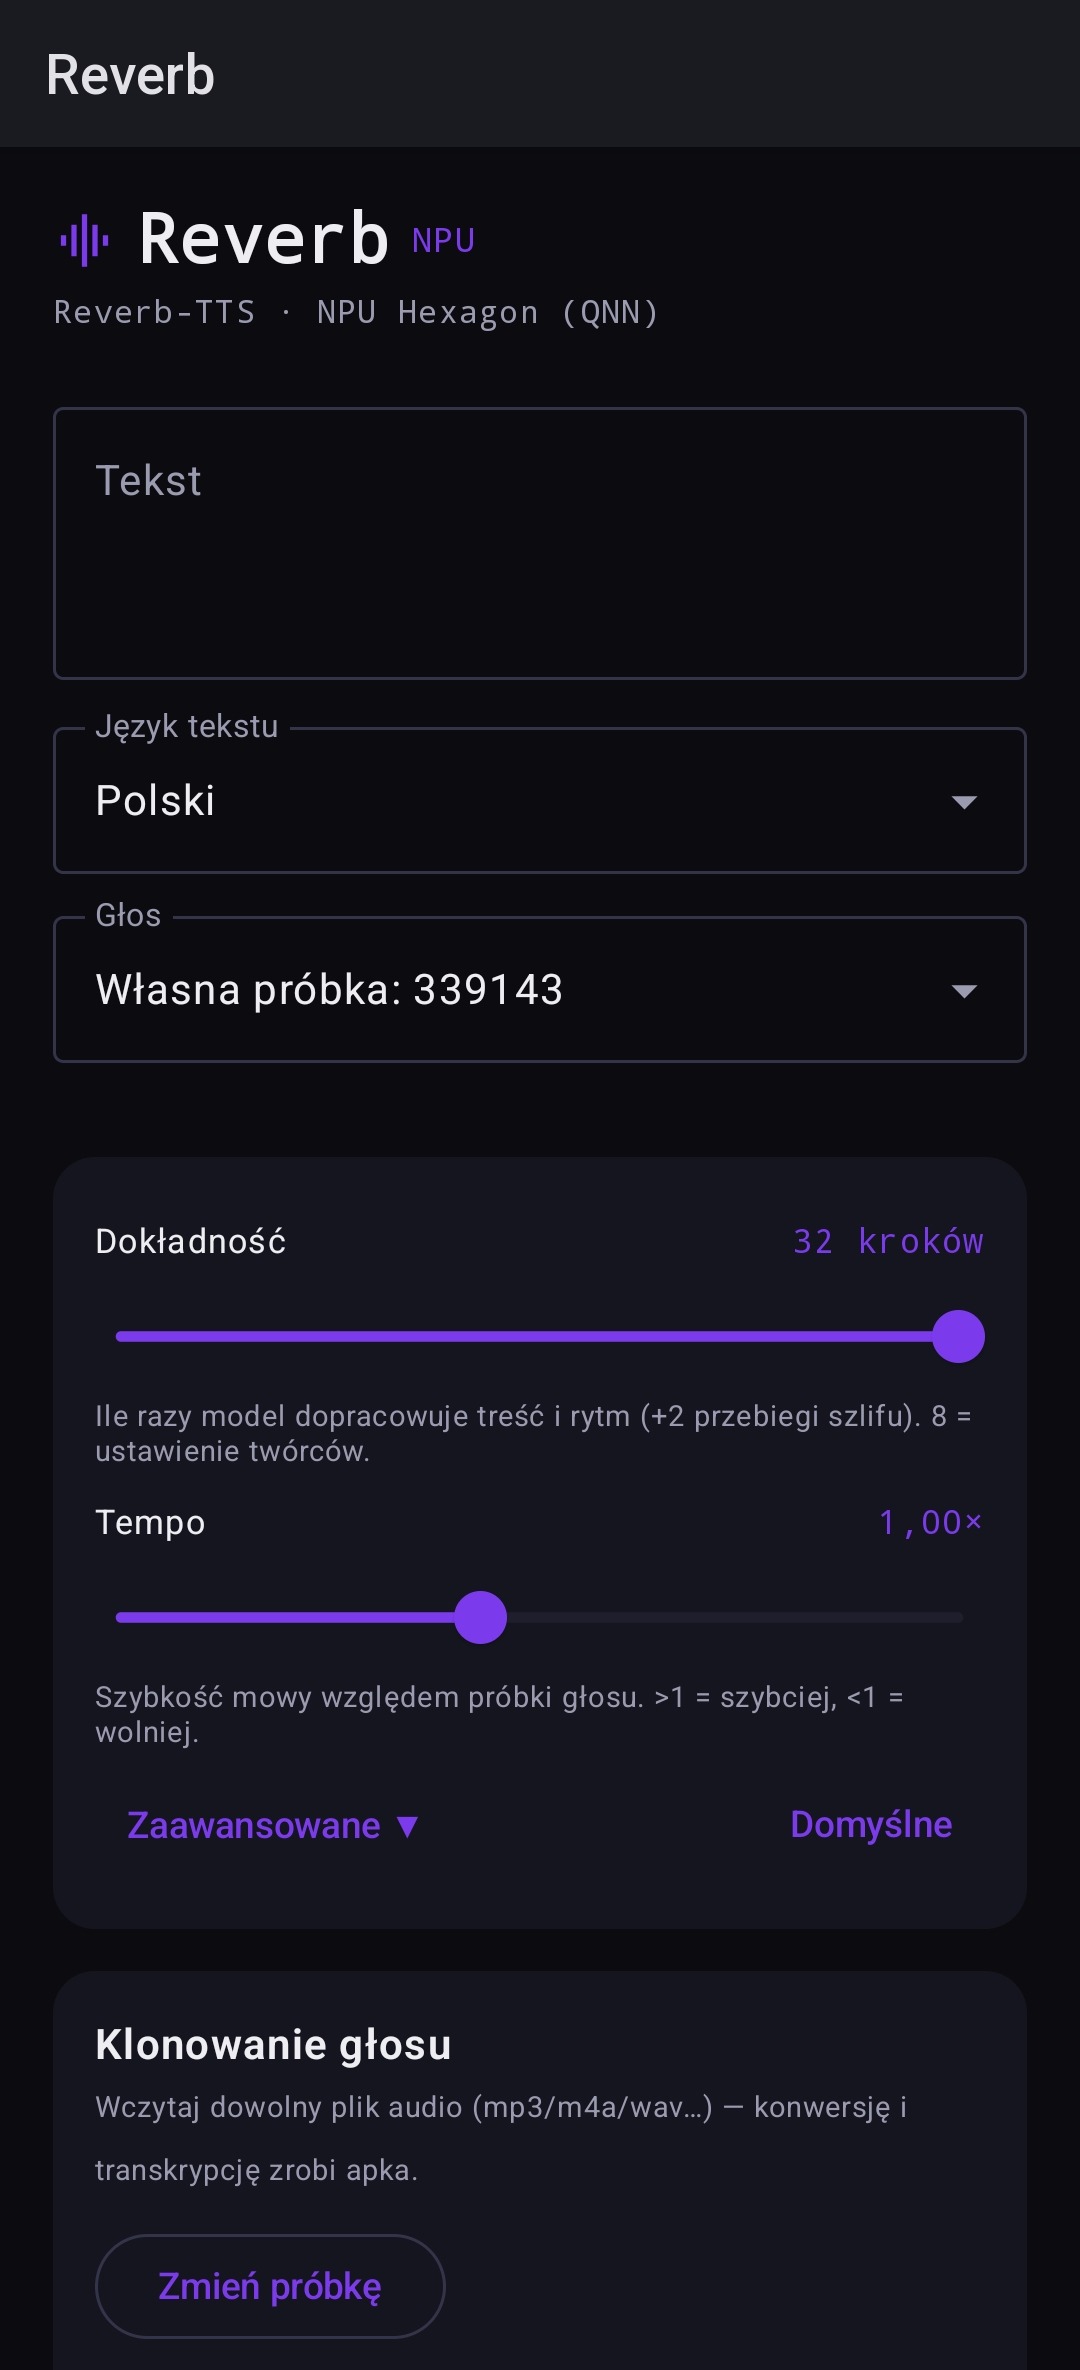 Reverb
Reverb NPU
Reverb-TTS · NPU Hexagon (QNN)
Tekst
Język tekstu
Polski
Głos
Własna próbka: 339143
Dokładność 32 kroków
Ile razy model dopracowuje treść i rytm (+2 przebiegi szlifu). 8 =
ustawienie twórców.
Tempo 1,00×
Szybkość mowy względem próbki głosu. >1 = szybciej, <1 =
wolniej.
Zaawansowane ▼ Domyślne
Klonowanie głosu
Wczytaj dowolny plik audio (mp3/m4a/wav…) — konwersję i
transkrypcję zrobi apka.
Zmień próbkę